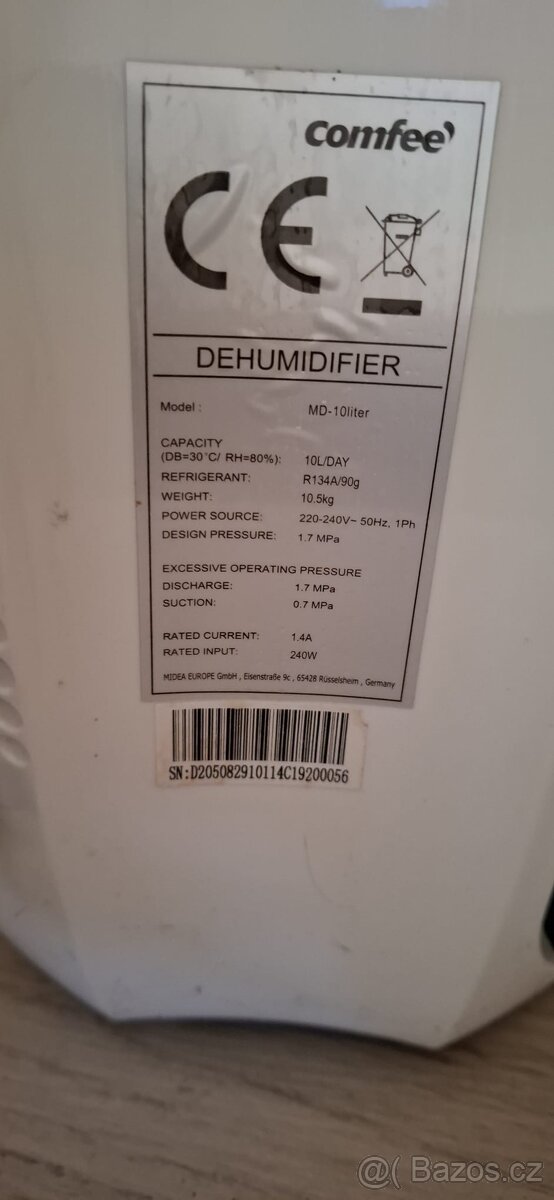 comfee'
CE
DEHUMIDIFIER
Model : MD-10liter
CAPACITY
(DB=30°C/ RH=80%): 10L/DAY
REFRIGERANT: R134A/90g
WEIGHT: 10.5kg
POWER SOURCE: 220-240V~ 50Hz, 1Ph
DESIGN PRESSURE: 1.7 MPa
EXCESSIVE OPERATING PRESSURE
DISCHARGE: 1.7 MPa
SUCTION: 0.7 MPa
RATED CURRENT: 1.4A
RATED INPUT: 240W
MIDEA EUROPE GmbH , Eisenstraße 9c , 65428 Rüsselsheim , Germany
SN:D205082910114C19200056
@( Bazos.cz